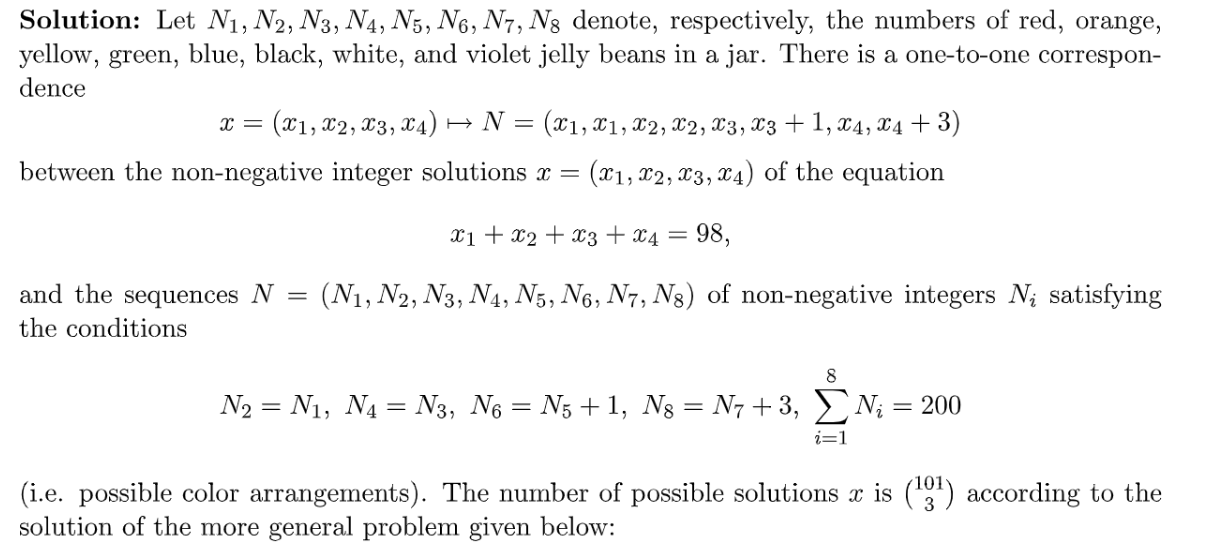 Solution: Let N₁, N₂, N₃, N₄, N₅, N₆, N₇, N₈ denote, respectively, the numbers of red, orange,
yellow, green, blue, black, white, and violet jelly beans in a jar. There is a one-to-one correspon-
dence
x = (x₁, x₂, x₃, x₄) ↦ N = (x₁, x₁, x₂, x₂, x₃, x₃ + 1, x₄, x₄ + 3)
between the non-negative integer solutions x = (x₁, x₂, x₃, x₄) of the equation
x₁ + x₂ + x₃ + x₄ = 98,
and the sequences N = (N₁, N₂, N₃, N₄, N₅, N₆, N₇, N₈) of non-negative integers Nᵢ satisfying
the conditions
N₂ = N₁, N₄ = N₃, N₆ = N₅ + 1, N₈ = N₇ + 3, ∑_{i=1}^{8} Nᵢ = 200
(i.e. possible color arrangements). The number of possible solutions x is \binom{101}{3} according to the
solution of the more general problem given below: